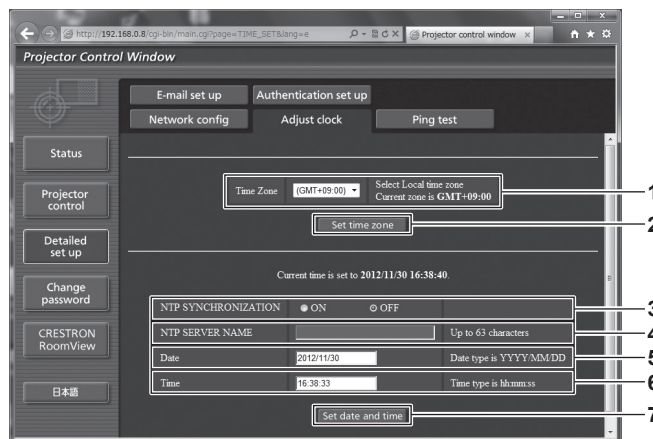 http://192.168.0.8/cgi-bin/main.cgi?page=TIME_SET&lang=e
Projector control window
Projector Control Window
E-mail set up
Authentication set up
Network config
Adjust clock
Ping test
Status
Projector control
Detailed set up
Change password
CRESTRON RoomView
日本語
Time Zone (GMT+09:00) Select Local time zone
Current zone is GMT+09:00
1
Set time zone
2
Current time is set to 2012/11/30 16:38:40.
NTP SYNCHRONIZATION ON OFF
3
NTP SERVER NAME Up to 63 characters
4
Date 2012/11/30 Date type is YYYY/MM/DD
5
Time 16:38:33 Time type is hh:mm:ss
6
Set date and time
7